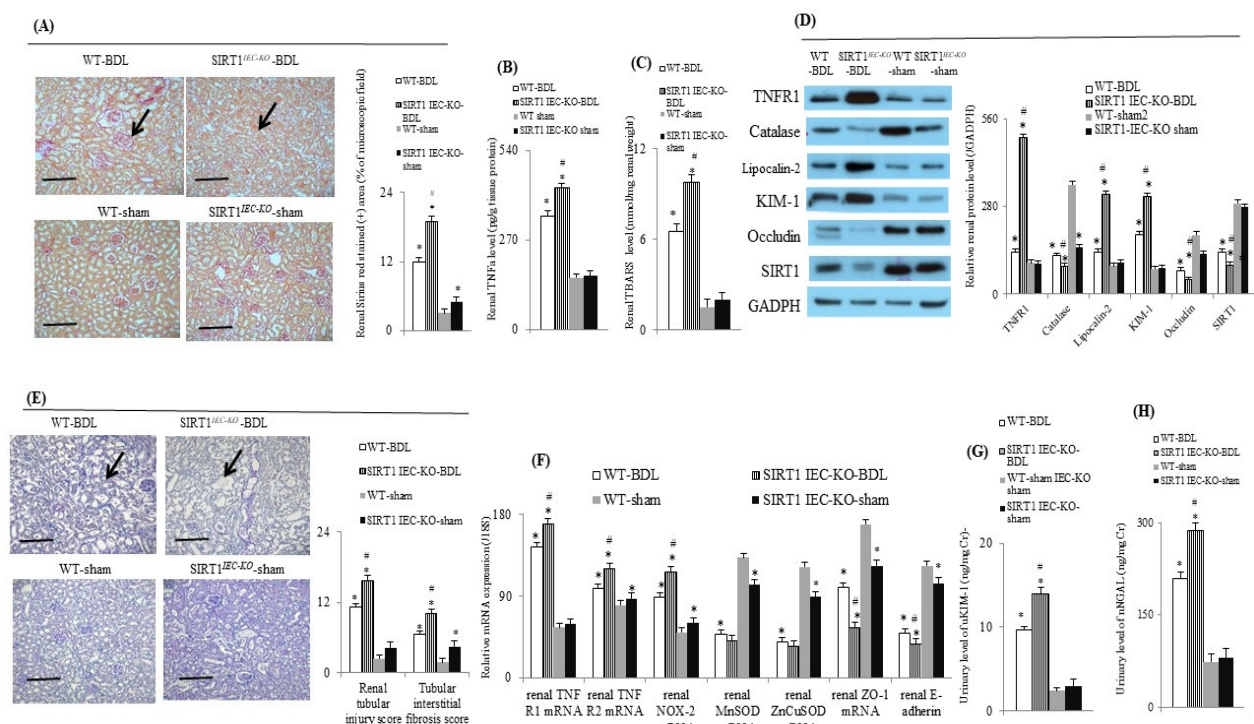 (A)
WT-BDL
SIRT1IEC-KO-BDL
WT-sham
SIRT1IEC-KO-sham
Renal Sirius red stained (+) area (% of microscopic field)
WT-BDL
SIRT1 IEC-KO-
BDL
WT-sham
SIRT1 IEC-KO-
sham
24
12
0
*
#
*
(B)
Renal TNFa level (pg/g tissue protein)
WT-BDL
SIRT1 IEC-KO-BDL
WT sham
SIRT1 IEC-KO sham
540
270
0
*
#
*
(C)
Renal TBARS level (nmol/mg renal weight)
WT-BDL
SIRT1 IEC-KO-
BDL
WT-sham
SIRT1 IEC-KO-
sham
12
6
0
*
#
*
(D)
WT SIRT1IEC-KO WT SIRT1IEC-KO
-BDL -BDL -sham -sham
TNFR1
Catalase
Lipocalin-2
KIM-1
Occludin
SIRT1
GADPH
Relative renal protein level (/GADPH)
WT-BDL
SIRT1 IEC-KO-BDL
WT-sham2
SIRT1-IEC-KO sham
560
280
0
TNFR1
Catalase
Lipocalin-2
KIM-1
Occludin
SIRT1
(E)
WT-BDL
SIRT1IEC-KO-BDL
WT-sham
SIRT1IEC-KO-sham
WT-BDL
SIRT1 IEC-KO-BDL
WT-sham
SIRT1 IEC-KO-sham
24
12
0
Renal
tubular
injury score
Tubular
interstitial
fibrosis score
(F)
Relative mRNA expression (/18S)
WT-BDL
SIRT1 IEC-KO-BDL
WT-sham
SIRT1 IEC-KO-sham
180
90
0
renal TNF
R1 mRNA
renal TNF
R2 mRNA
renal
NOX-2
renal
MnSOD
renal
ZnCuSOD
renal ZO-1
mRNA
renal E-
adherin
(G)
Urinary level of uKIM-1 (ng/mg Cr)-
WT-BDL
SIRT1 IEC-KO-
BDL
WT-sham IEC-KO
sham
SIRT1 IEC-KO-
sham
20
10
0
*
#
*
(H)
Urinary level of uNGAL (ng/mg Cr)
WT-BDL
SIRT1 IEC-KO-BDL
WT-sham
SIRT1 IEC-KO-sham
300
150
0
*
#
*